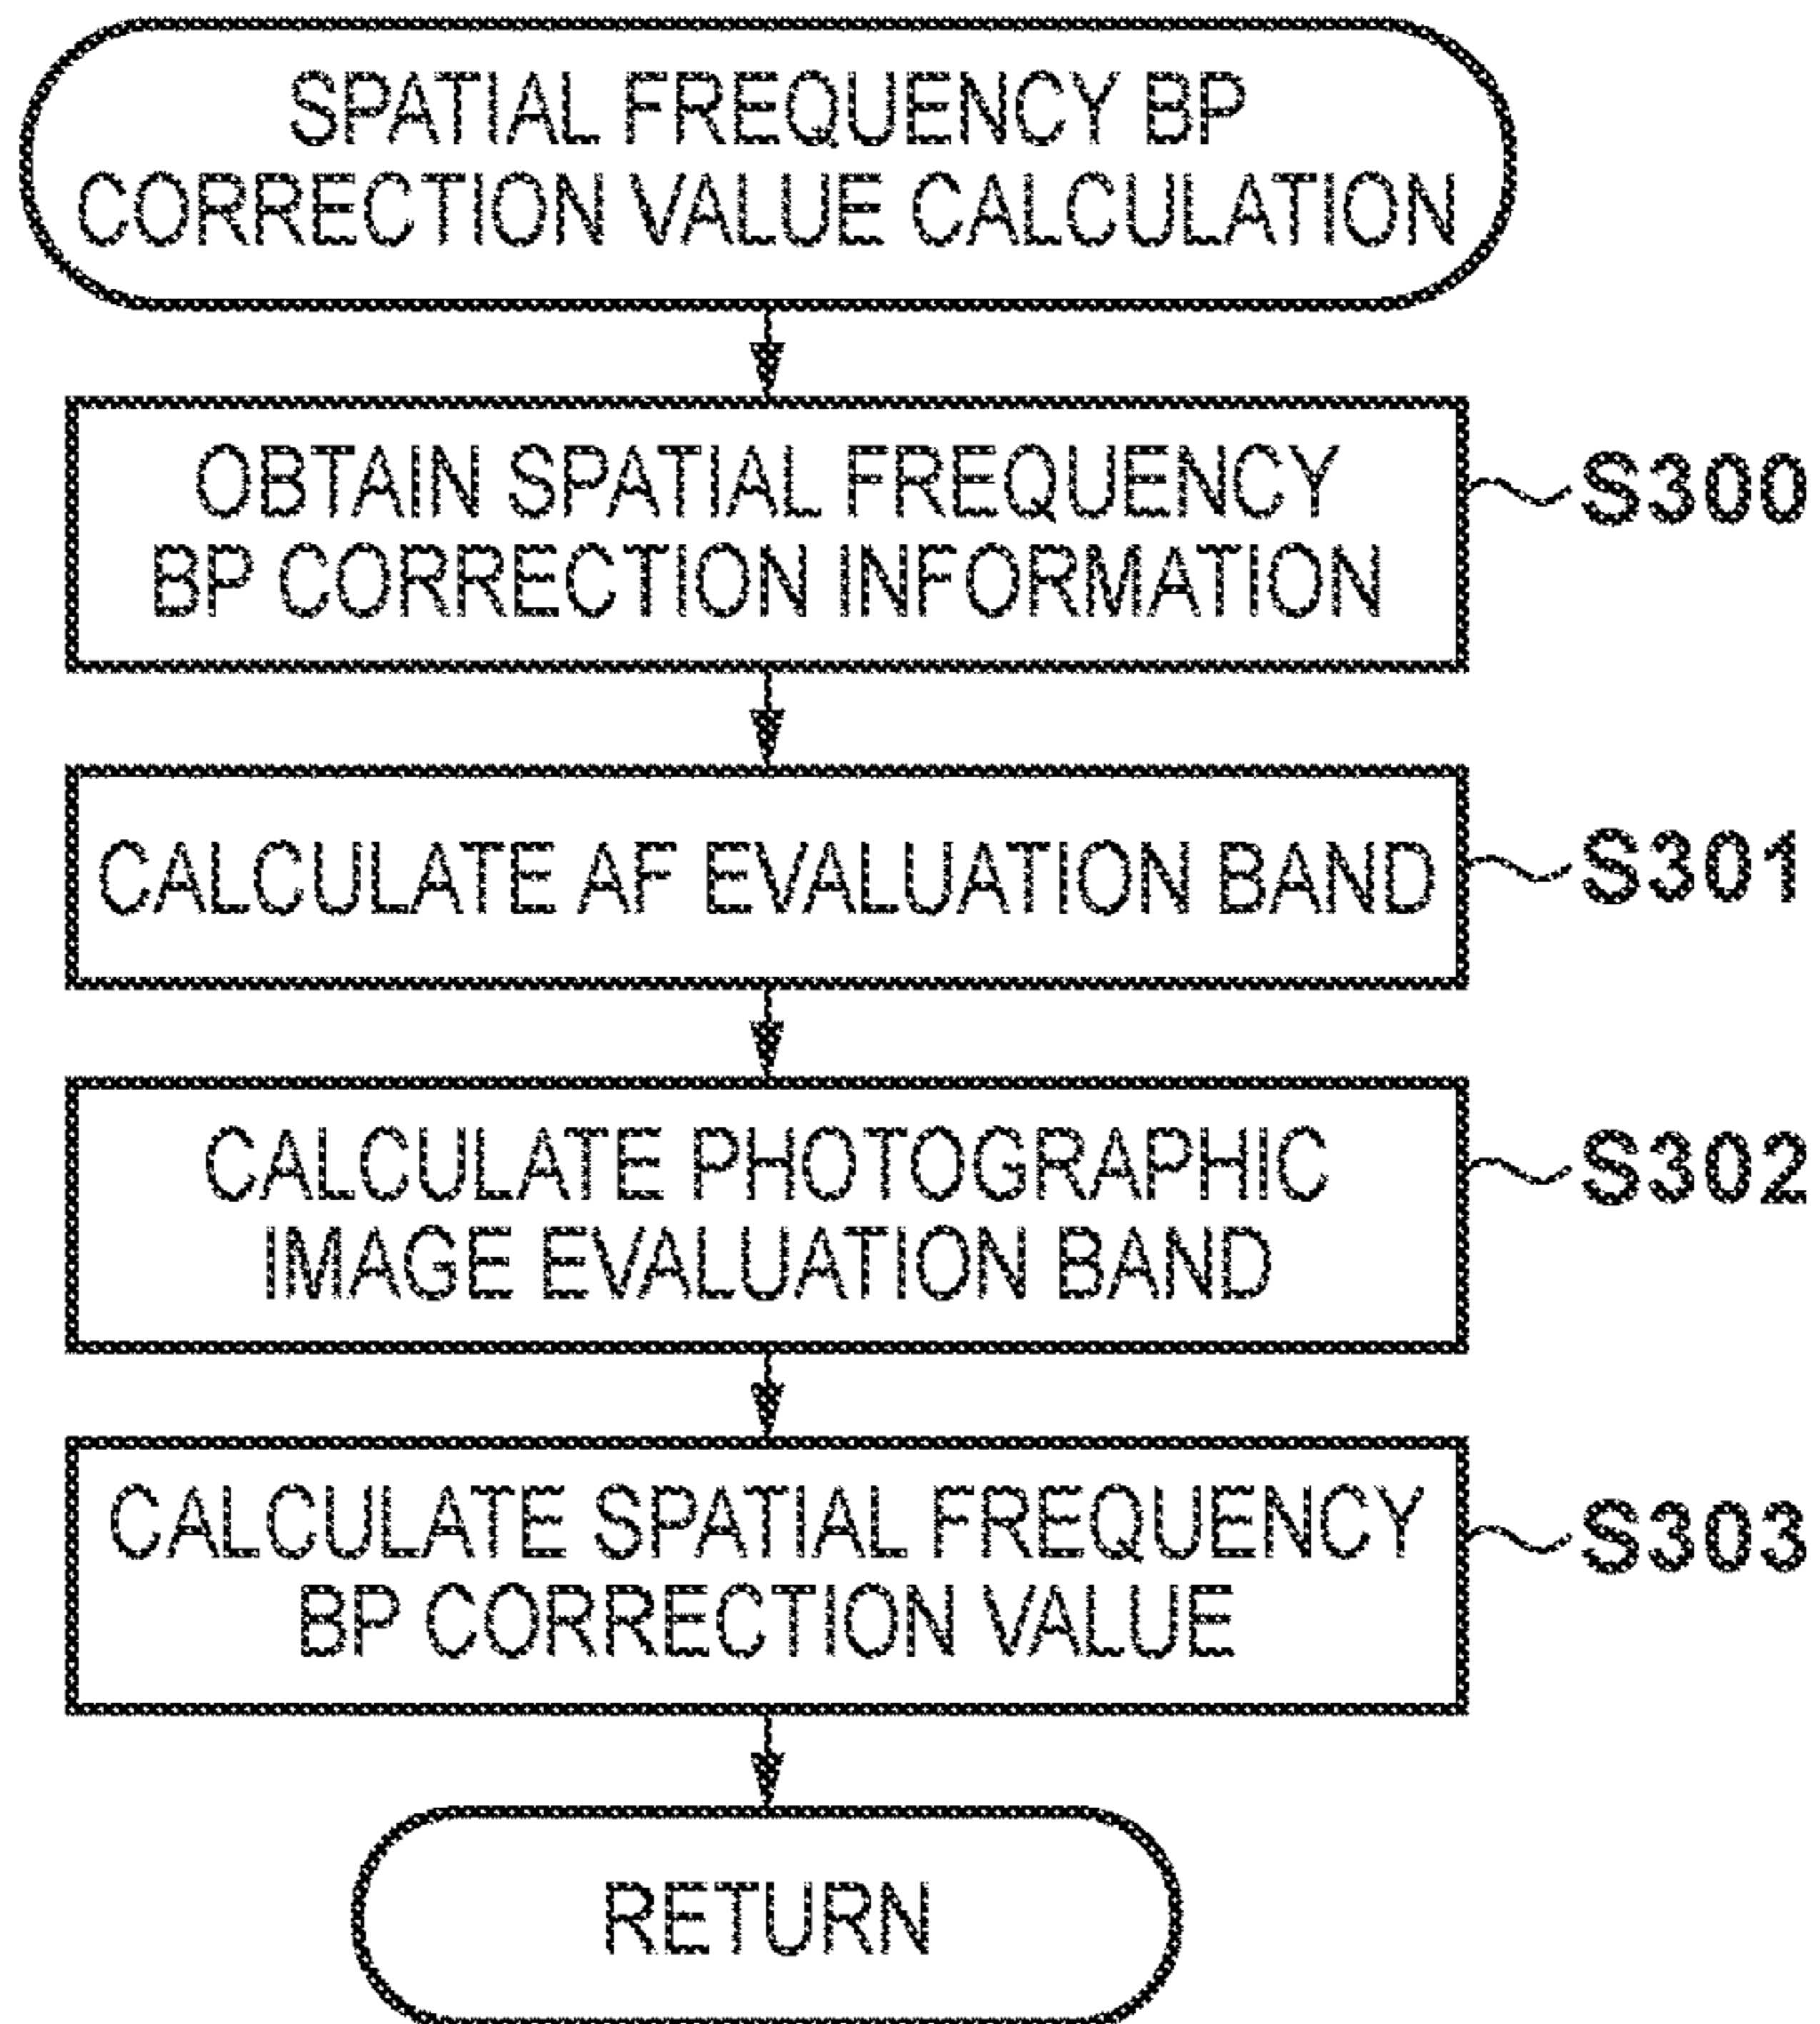 SPATIAL FREQUENCY BP
CORRECTION VALUE CALCULATION
OBTAIN SPATIAL FREQUENCY
BP CORRECTION INFORMATION
S300
CALCULATE AF EVALUATION BAND
S301
CALCULATE PHOTOGRAPHIC
IMAGE EVALUATION BAND
S302
CALCULATE SPATIAL FREQUENCY
BP CORRECTION VALUE
S303
RETURN